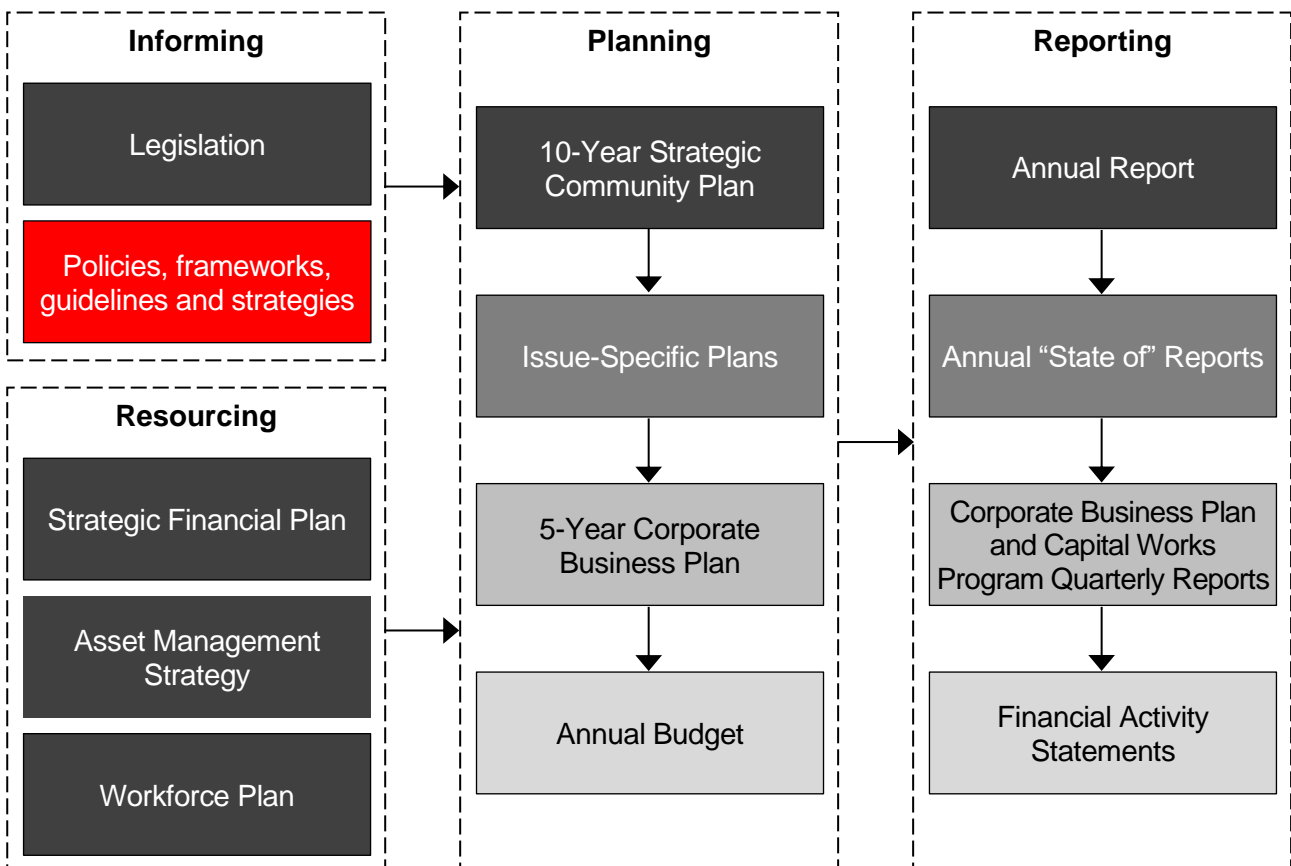 Informing
Legislation
Policies, frameworks,
guidelines and strategies
Resourcing
Strategic Financial Plan
Asset Management
Strategy
Workforce Plan
Planning
10-Year Strategic
Community Plan
Issue-Specific Plans
5-Year Corporate
Business Plan
Annual Budget
Reporting
Annual Report
Annual “State of” Reports
Corporate Business Plan
and Capital Works
Program Quarterly Reports
Financial Activity
Statements